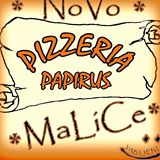 * NoVo *
PIZZERIA
PAPIRUS
* MaLiCe *